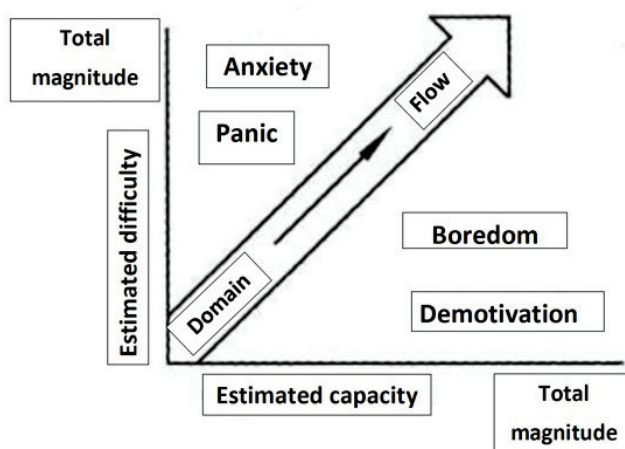 Total
magnitude
Anxiety
Flow
Panic
Estimated difficulty
Boredom
Domain
Demotivation
Estimated capacity
Total
magnitude